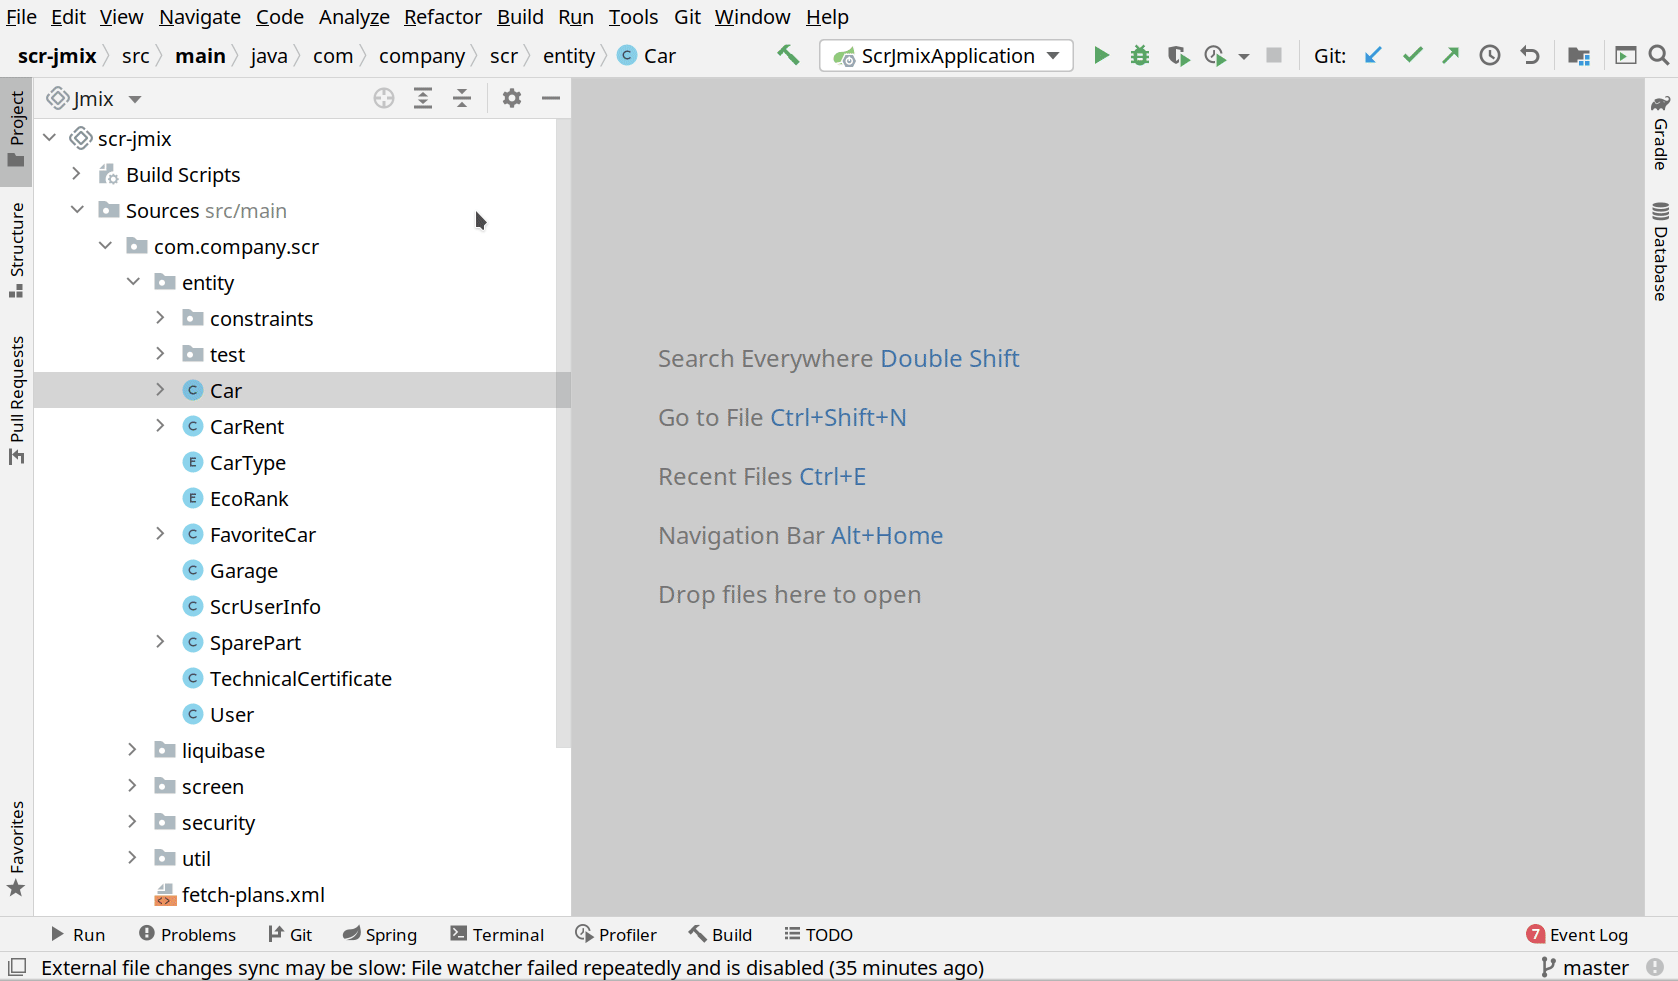 File Edit View Navigate Code Analyze Refactor Build Run Tools Git Window Help
scr-jmix src main java com company scr entity C Car ScrJmixApplication Git:
Jmix
scr-jmix
Build Scripts
Sources src/main
com.company.scr
entity
constraints
test
C Car
C CarRent
E CarType
E EcoRank
C FavoriteCar
C Garage
C ScrUserInfo
C SparePart
C TechnicalCertificate
C User
liquibase
screen
security
util
fetch-plans.xml
Project
Structure
Pull Requests
Favorites
Search Everywhere Double Shift
Go to File Ctrl+Shift+N
Recent Files Ctrl+E
Navigation Bar Alt+Home
Drop files here to open
Gradle
Database
Run Problems Git Spring Terminal Profiler Build TODO 7 Event Log
External file changes sync may be slow: File watcher failed repeatedly and is disabled (35 minutes ago) master